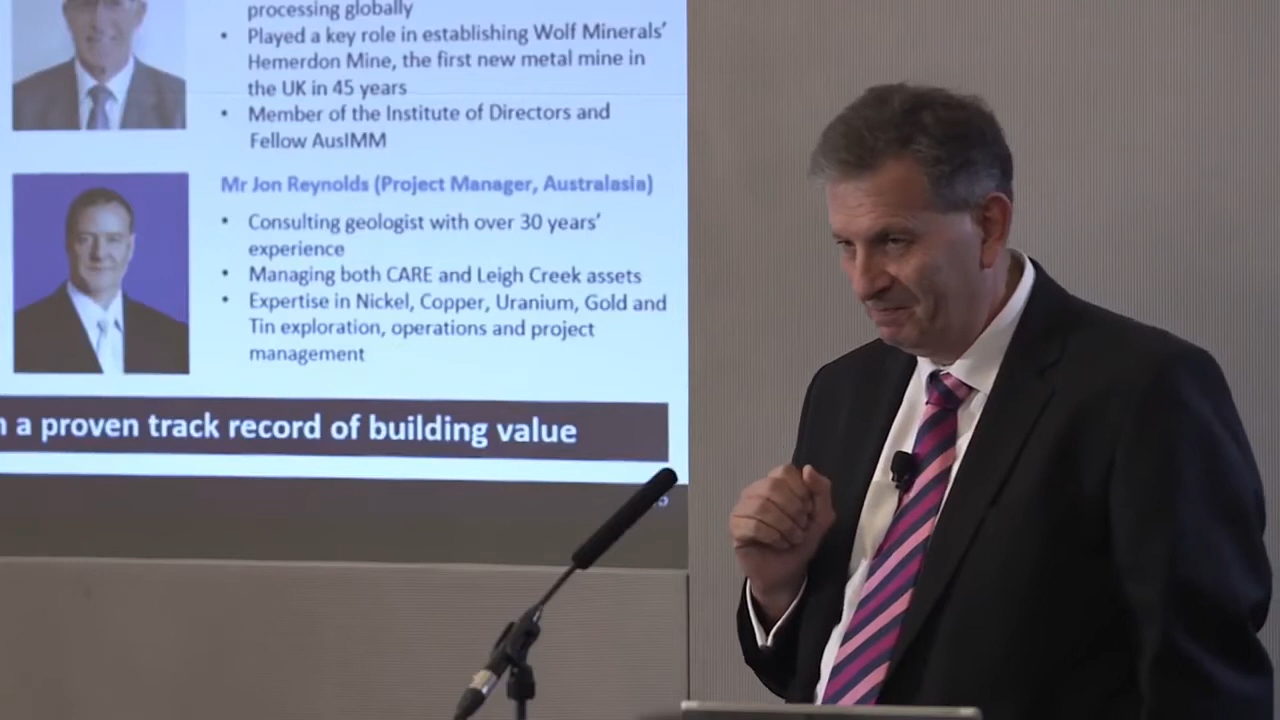 processing globally
• Played a key role in establishing Wolf Minerals'
Hemerdon Mine, the first new metal mine in
the UK in 45 years
• Member of the Institute of Directors and
Fellow AusIMM
Mr Jon Reynolds (Project Manager, Australasia)
• Consulting geologist with over 30 years'
experience
• Managing both CARE and Leigh Creek assets
• Expertise in Nickel, Copper, Uranium, Gold and
Tin exploration, operations and project
management
a proven track record of building value